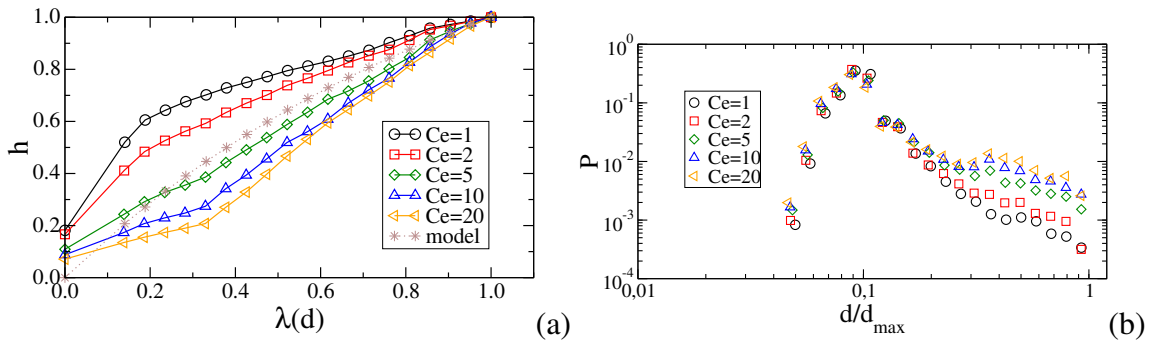 1.0
0.8
0.6
0.4
0.2
0.0
h
0.0 0.2 0.4 0.6 0.8 1.0
λ(d)
Ce=1
Ce=2
Ce=5
Ce=10
Ce=20
model
(a)
10^0
10^-1
10^-2
10^-3
10^-4
P
0,01 0,1 1
d/d_max
Ce=1
Ce=2
Ce=5
Ce=10
Ce=20
(b)